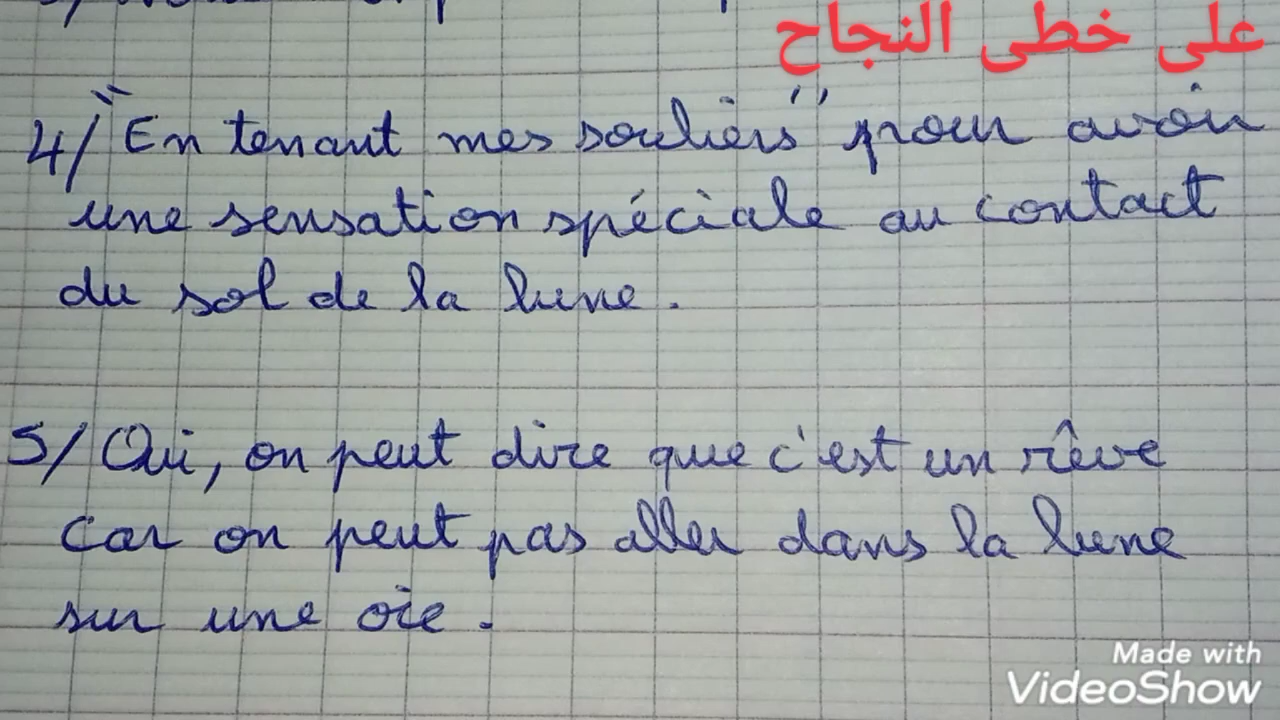 على خطى النجاح
4/ "En tenant mes souliers" pour avoir
une sensation spéciale au contact
du sol de la lune.
5/ Oui, on peut dire que c'est un rêve
car on peut pas aller dans la lune
sur une oie.
Made with
VideoShow